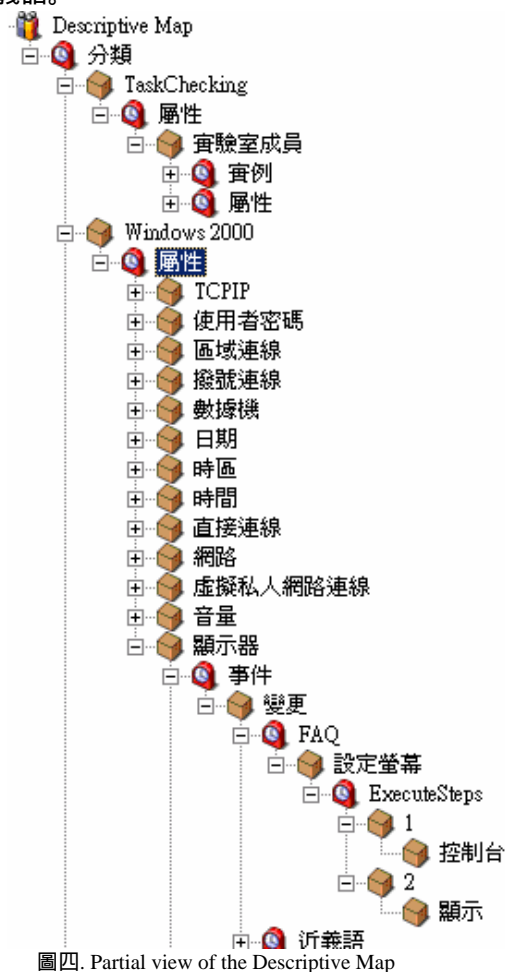 Descriptive Map
分類
TaskChecking
屬性
實驗室成員
實例
屬性
Windows 2000
屬性
TCPIP
使用者密碼
區域連線
撥號連線
數據機
日期
時區
時間
直接連線
網路
虛擬私人網路連線
音量
顯示器
事件
變更
FAQ
設定螢幕
ExecuteSteps
1
控制台
2
顯示
近義語
圖四. Partial view of the Descriptive Map